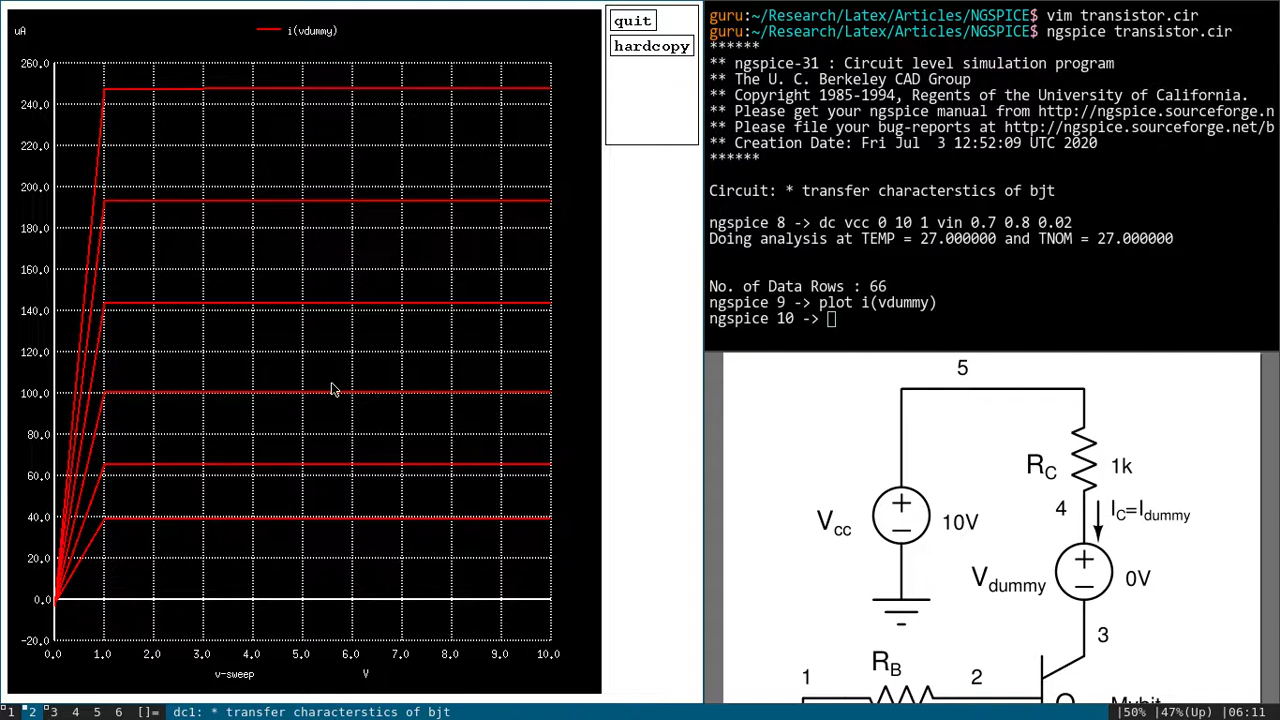 uA
i(vdummy)
260.0
240.0
220.0
200.0
180.0
160.0
140.0
120.0
100.0
80.0
60.0
40.0
20.0
0.0
-20.0
0.0 1.0 2.0 3.0 4.0 5.0 6.0 7.0 8.0 9.0 10.0
v-sweep V
quit
hardcopy
guru:~/Research/Latex/Articles/NGSPICE$ vim transistor.cir
guru:~/Research/Latex/Articles/NGSPICE$ ngspice transistor.cir
******
** ngspice-31 : Circuit level simulation program
** The U. C. Berkeley CAD Group
** Copyright 1985-1994, Regents of the University of California.
** Please get your ngspice manual from http://ngspice.sourceforge.n
** Please file your bug-reports at http://ngspice.sourceforge.net/b
** Creation Date: Fri Jul  3 12:52:09 UTC 2020
******
Circuit: * transfer characterstics of bjt
ngspice 8 -> dc vcc 0 10 1 vin 0.7 0.8 0.02
Doing analysis at TEMP = 27.000000 and TNOM = 27.000000
No. of Data Rows : 66
ngspice 9 -> plot i(vdummy)
ngspice 10 ->
5
RC 1k
4 IC=Idummy
Vcc + − 10V
Vdummy + − 0V
3
RB
1 2
1 2 3 4 5 6 []= dcl: * transfer characterstics of bjt |50% |47%(Up) |06:11